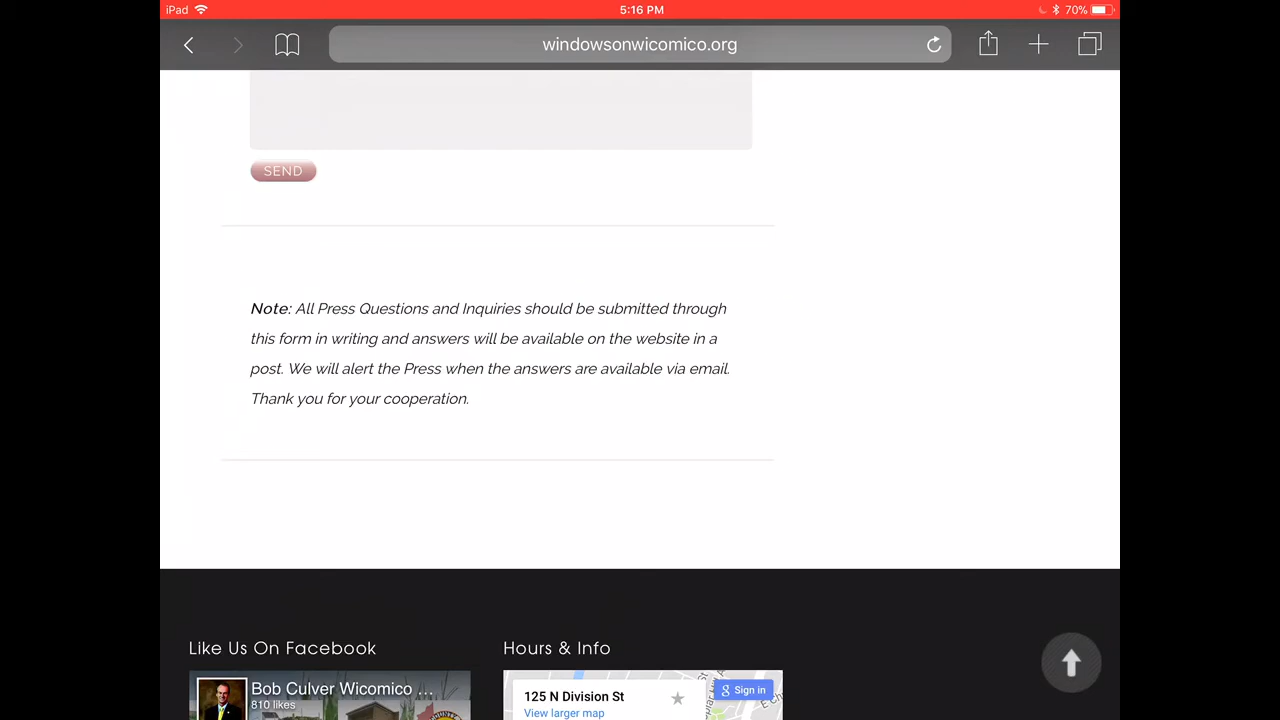 iPad
5:16 PM
70%
windowsonwicomico.org
SEND
Note: All Press Questions and Inquiries should be submitted through
this form in writing and answers will be available on the website in a
post. We will alert the Press when the answers are available via email.
Thank you for your cooperation.
Like Us On Facebook
Hours & Info
Bob Culver Wicomico ...
810 likes
125 N Division St
View larger map
Sign in
E Ch